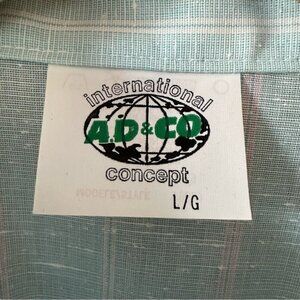 international
AD&CO
concept
L/G